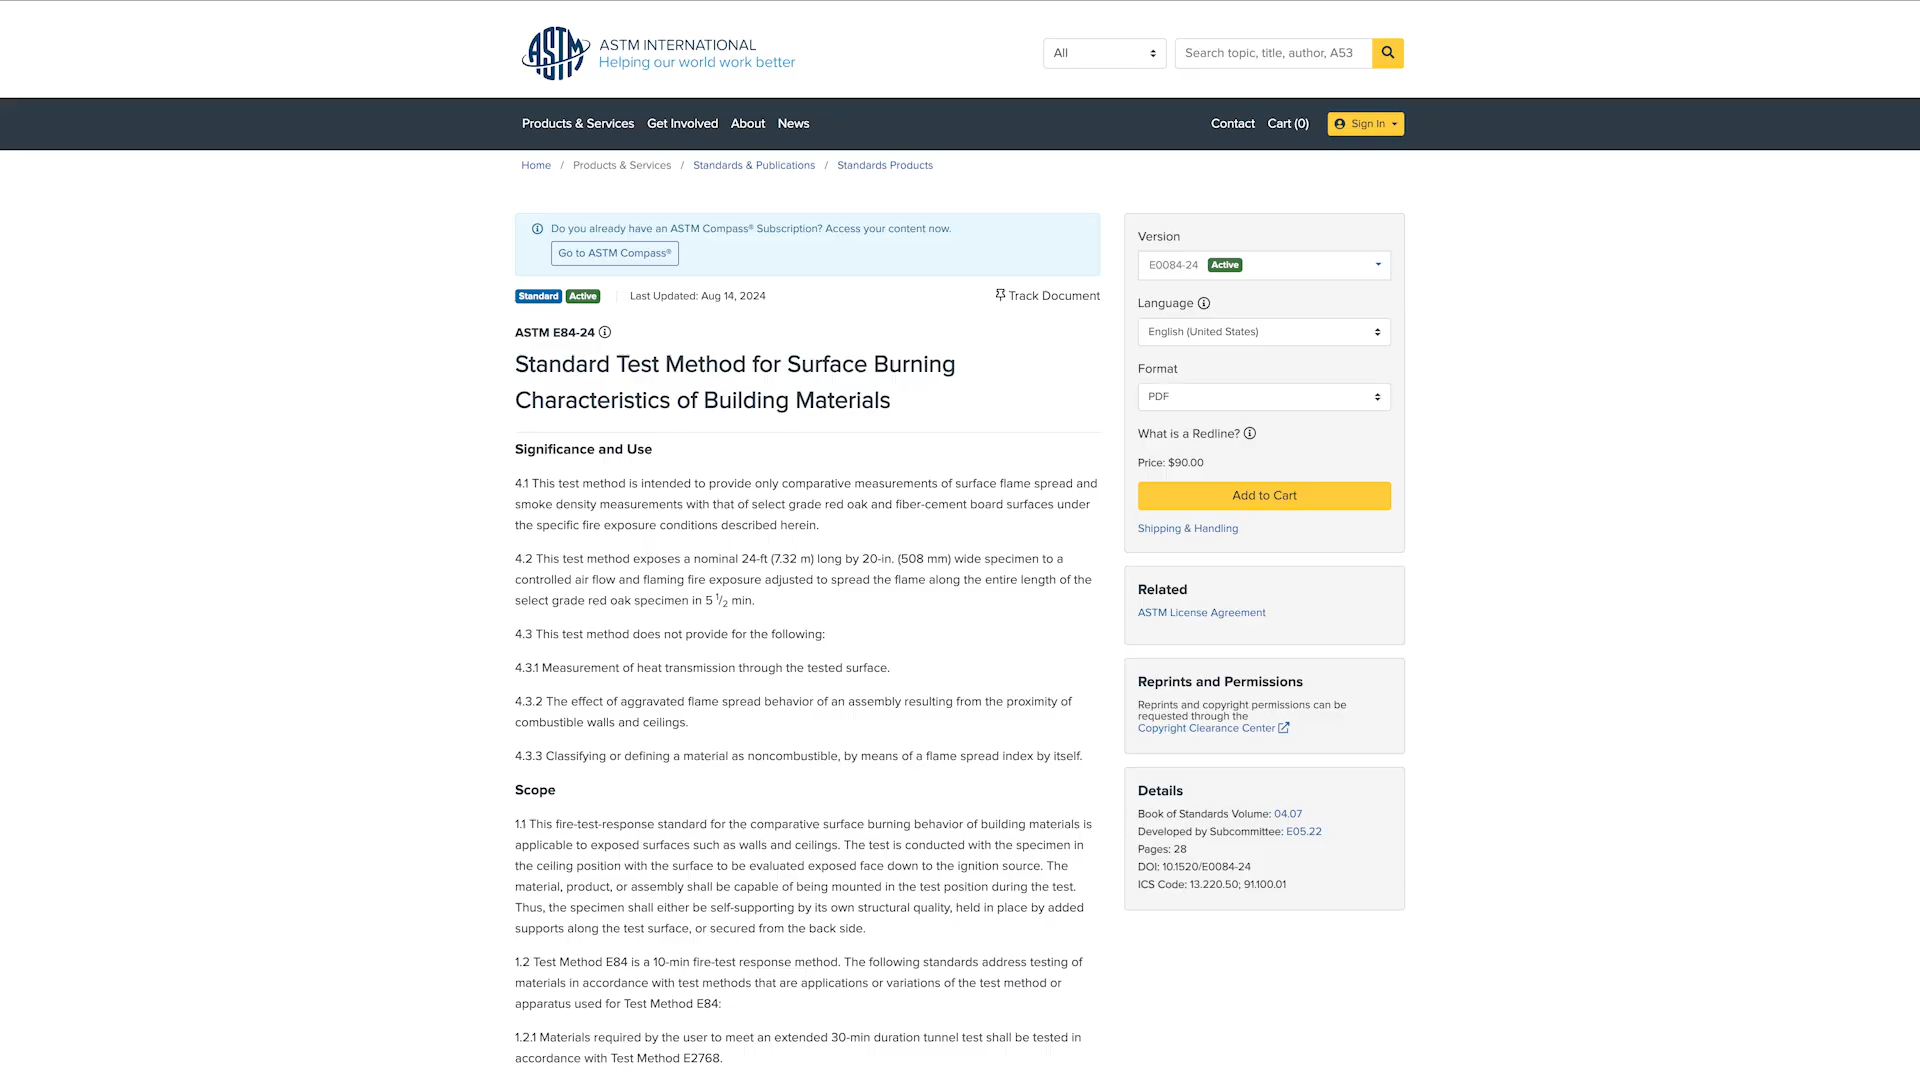 ASTM
ASTM INTERNATIONAL
Helping our world work better
All
Search topic, title, author, A53
Products & Services
Get Involved
About
News
Contact
Cart (0)
Sign In
Home / Products & Services / Standards & Publications / Standards Products
Do you already have an ASTM Compass® Subscription? Access your content now.
Go to ASTM Compass®
Standard Active Last Updated: Aug 14, 2024
Track Document
ASTM E84-24
Standard Test Method for Surface Burning
Characteristics of Building Materials
Significance and Use
4.1 This test method is intended to provide only comparative measurements of surface flame spread and
smoke density measurements with that of select grade red oak and fiber-cement board surfaces under
the specific fire exposure conditions described herein.
4.2 This test method exposes a nominal 24-ft (7.32 m) long by 20-in. (508 mm) wide specimen to a
controlled air flow and flaming fire exposure adjusted to spread the flame along the entire length of the
select grade red oak specimen in 5 1/2 min.
4.3 This test method does not provide for the following:
4.3.1 Measurement of heat transmission through the tested surface.
4.3.2 The effect of aggravated flame spread behavior of an assembly resulting from the proximity of
combustible walls and ceilings.
4.3.3 Classifying or defining a material as noncombustible, by means of a flame spread index by itself.
Scope
1.1 This fire-test-response standard for the comparative surface burning behavior of building materials is
applicable to exposed surfaces such as walls and ceilings. The test is conducted with the specimen in
the ceiling position with the surface to be evaluated exposed face down to the ignition source. The
material, product, or assembly shall be capable of being mounted in the test position during the test.
Thus, the specimen shall either be self-supporting by its own structural quality, held in place by added
supports along the test surface, or secured from the back side.
1.2 Test Method E84 is a 10-min fire-test response method. The following standards address testing of
materials in accordance with test methods that are applications or variations of the test method or
apparatus used for Test Method E84:
1.2.1 Materials required by the user to meet an extended 30-min duration tunnel test shall be tested in
accordance with Test Method E2768.
Version
E0084-24 Active
Language
English (United States)
Format
PDF
What is a Redline?
Price: $90.00
Add to Cart
Shipping & Handling
Related
ASTM License Agreement
Reprints and Permissions
Reprints and copyright permissions can be
requested through the
Copyright Clearance Center
Details
Book of Standards Volume: 04.07
Developed by Subcommittee: E05.22
Pages: 28
DOI: 10.1520/E0084-24
ICS Code: 13.220.50; 91.100.01